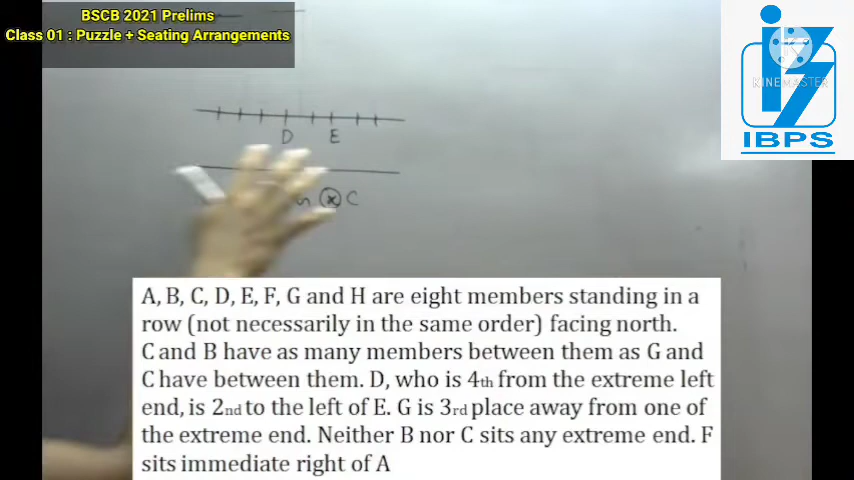 BSCB 2021 Prelims
Class 01 : Puzzle + Seating Arrangements
KINEMASTER
IBPS
D E
C
A, B, C, D, E, F, G and H are eight members standing in a
row (not necessarily in the same order) facing north.
C and B have as many members between them as G and
C have between them. D, who is 4th from the extreme left
end, is 2nd to the left of E. G is 3rd place away from one of
the extreme end. Neither B nor C sits any extreme end. F
sits immediate right of A